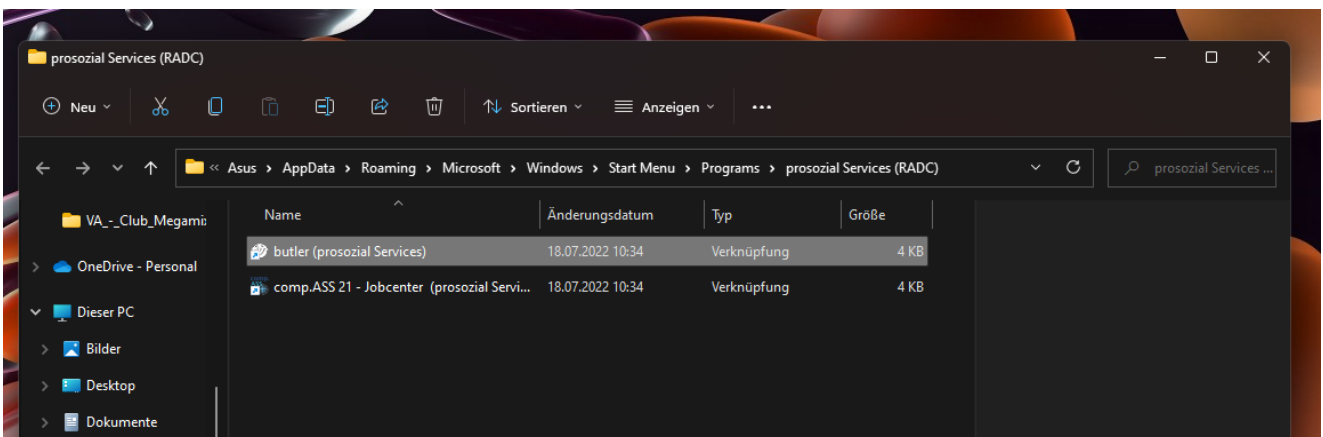 prosozial Services (RADC)
Neu
Sortieren
Anzeigen
« Asus > AppData > Roaming > Microsoft > Windows > Start Menu > Programs > prosozial Services (RADC)
prosozial Services ...
VA_-_Club_Megamix
OneDrive - Personal
Dieser PC
Bilder
Desktop
Dokumente
Name Änderungsdatum Typ Größe
butler (prosozial Services) 18.07.2022 10:34 Verknüpfung 4 KB
comp.ASS 21 - Jobcenter (prosozial Servi... 18.07.2022 10:34 Verknüpfung 4 KB